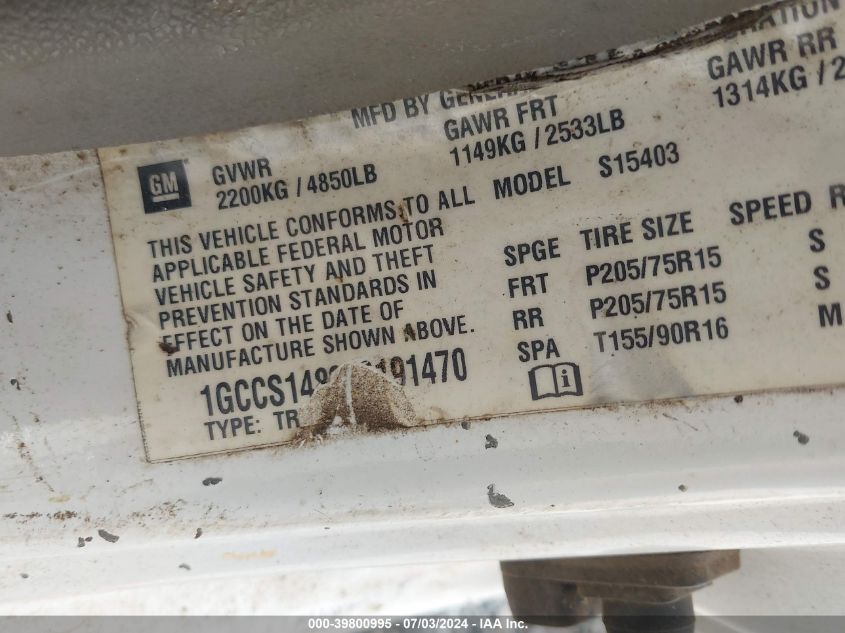 MFD BY
GAWR FRT
GAWR RR
GM
GVWR
1149KG / 2533LB
1314KG / 2
2200KG / 4850LB
MODEL S15403
THIS VEHICLE CONFORMS TO ALL
APPLICABLE FEDERAL MOTOR
VEHICLE SAFETY AND THEFT
PREVENTION STANDARDS IN
EFFECT ON THE DATE OF
MANUFACTURE SHOWN ABOVE.
SPGE TIRE SIZE SPEED R
FRT P205/75R15 S
RR P205/75R15 S
SPA T155/90R16 M
1GCCS148 191470
TYPE: TR
000-39800995 / 07/03/2024 - IAA Inc.